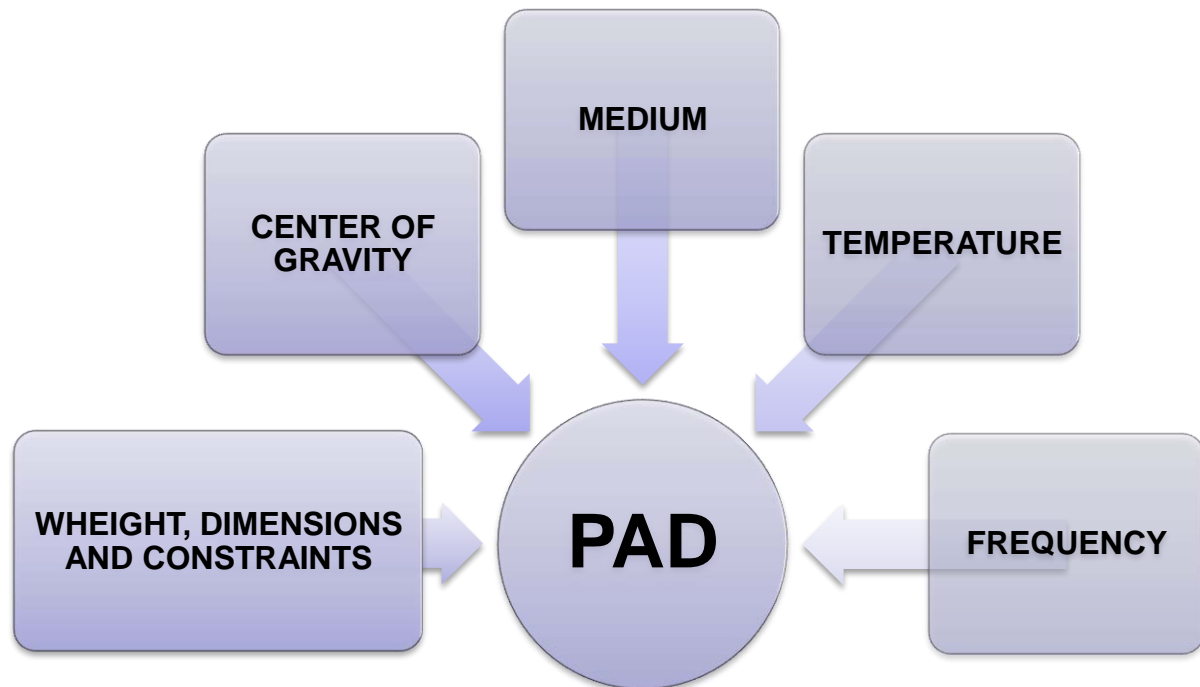 MEDIUM
CENTER OF
GRAVITY
TEMPERATURE
WHEIGHT, DIMENSIONS
AND CONSTRAINTS
PAD
FREQUENCY